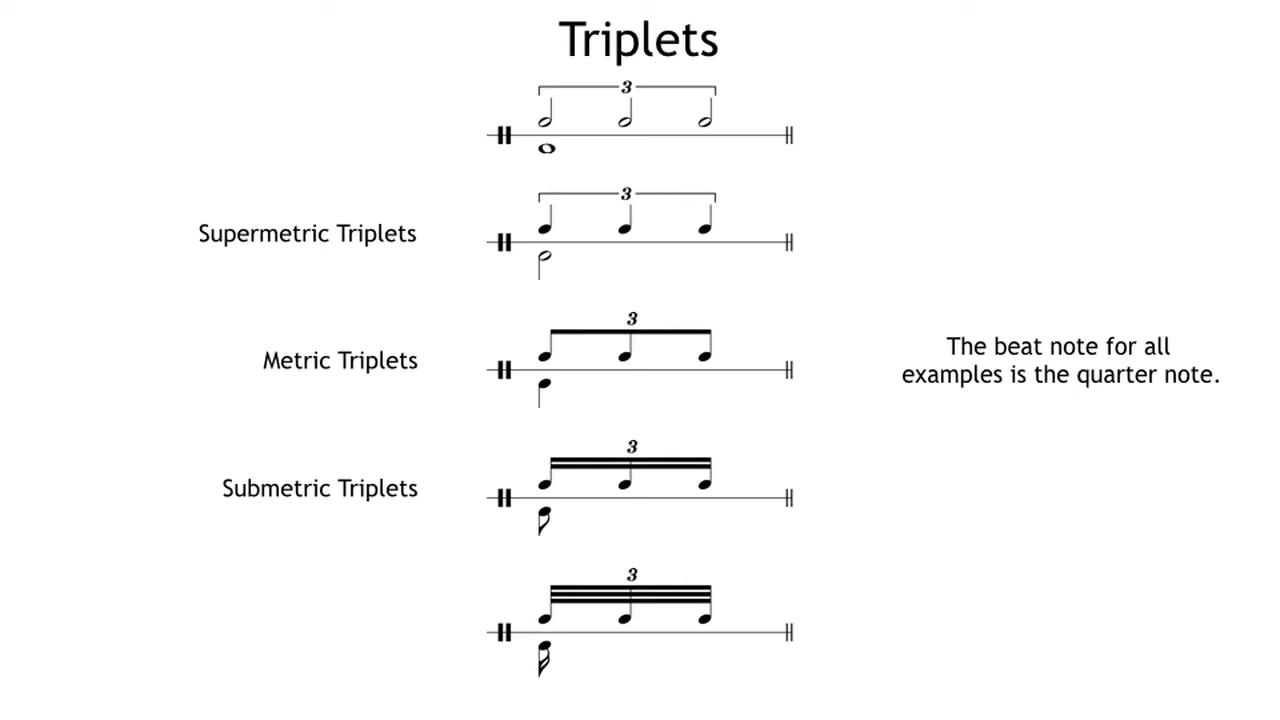 Triplets
3
3
Supermetric Triplets
3
Metric Triplets
The beat note for all
examples is the quarter note.
3
Submetric Triplets
3